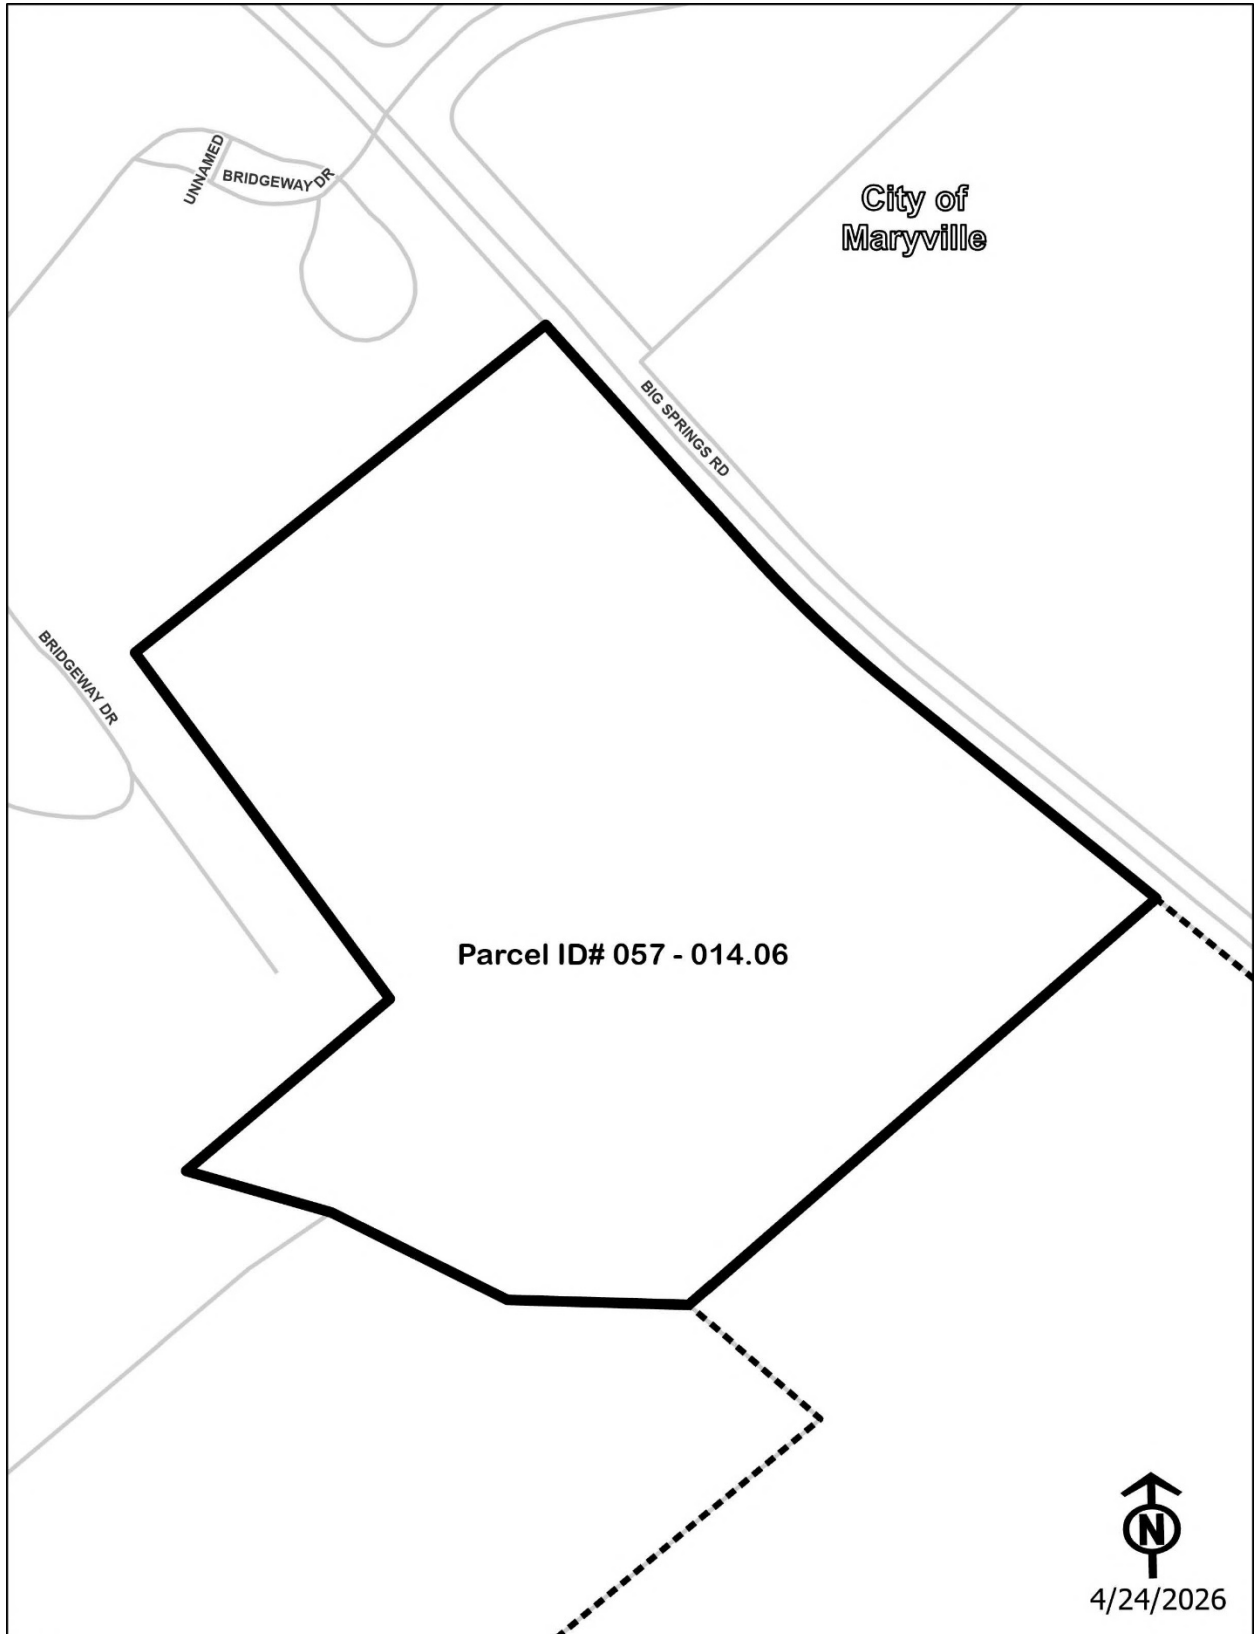 UNNAMED
BRIDGEWAY DR
City of
Maryville
BIG SPRINGS RD
BRIDGEWAY DR
Parcel ID# 057 - 014.06
N
4/24/2026